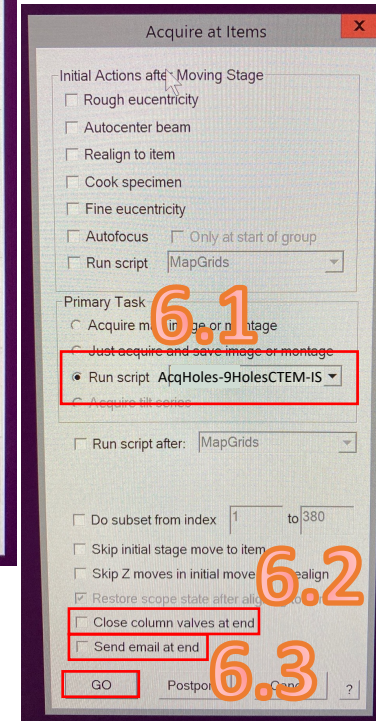 Acquire at Items X
Initial Actions after Moving Stage
Rough eucentricity
Autocenter beam
Realign to item
Cook specimen
Fine eucentricity
Autofocus Only at start of group
Run script MapGrids
6.1
Primary Task
Acquire map image or montage
Just acquire and save image or montage
Run script AcqHoles-9HolesCTEM-IS
Acquire tilt series
Run script after: MapGrids
Do subset from index 1 to 380
Skip initial stage move to item
Skip Z moves in initial move realign
6.2
Restore scope state after
Close column valves at end
Send email at end
6.3
GO Postpone ?